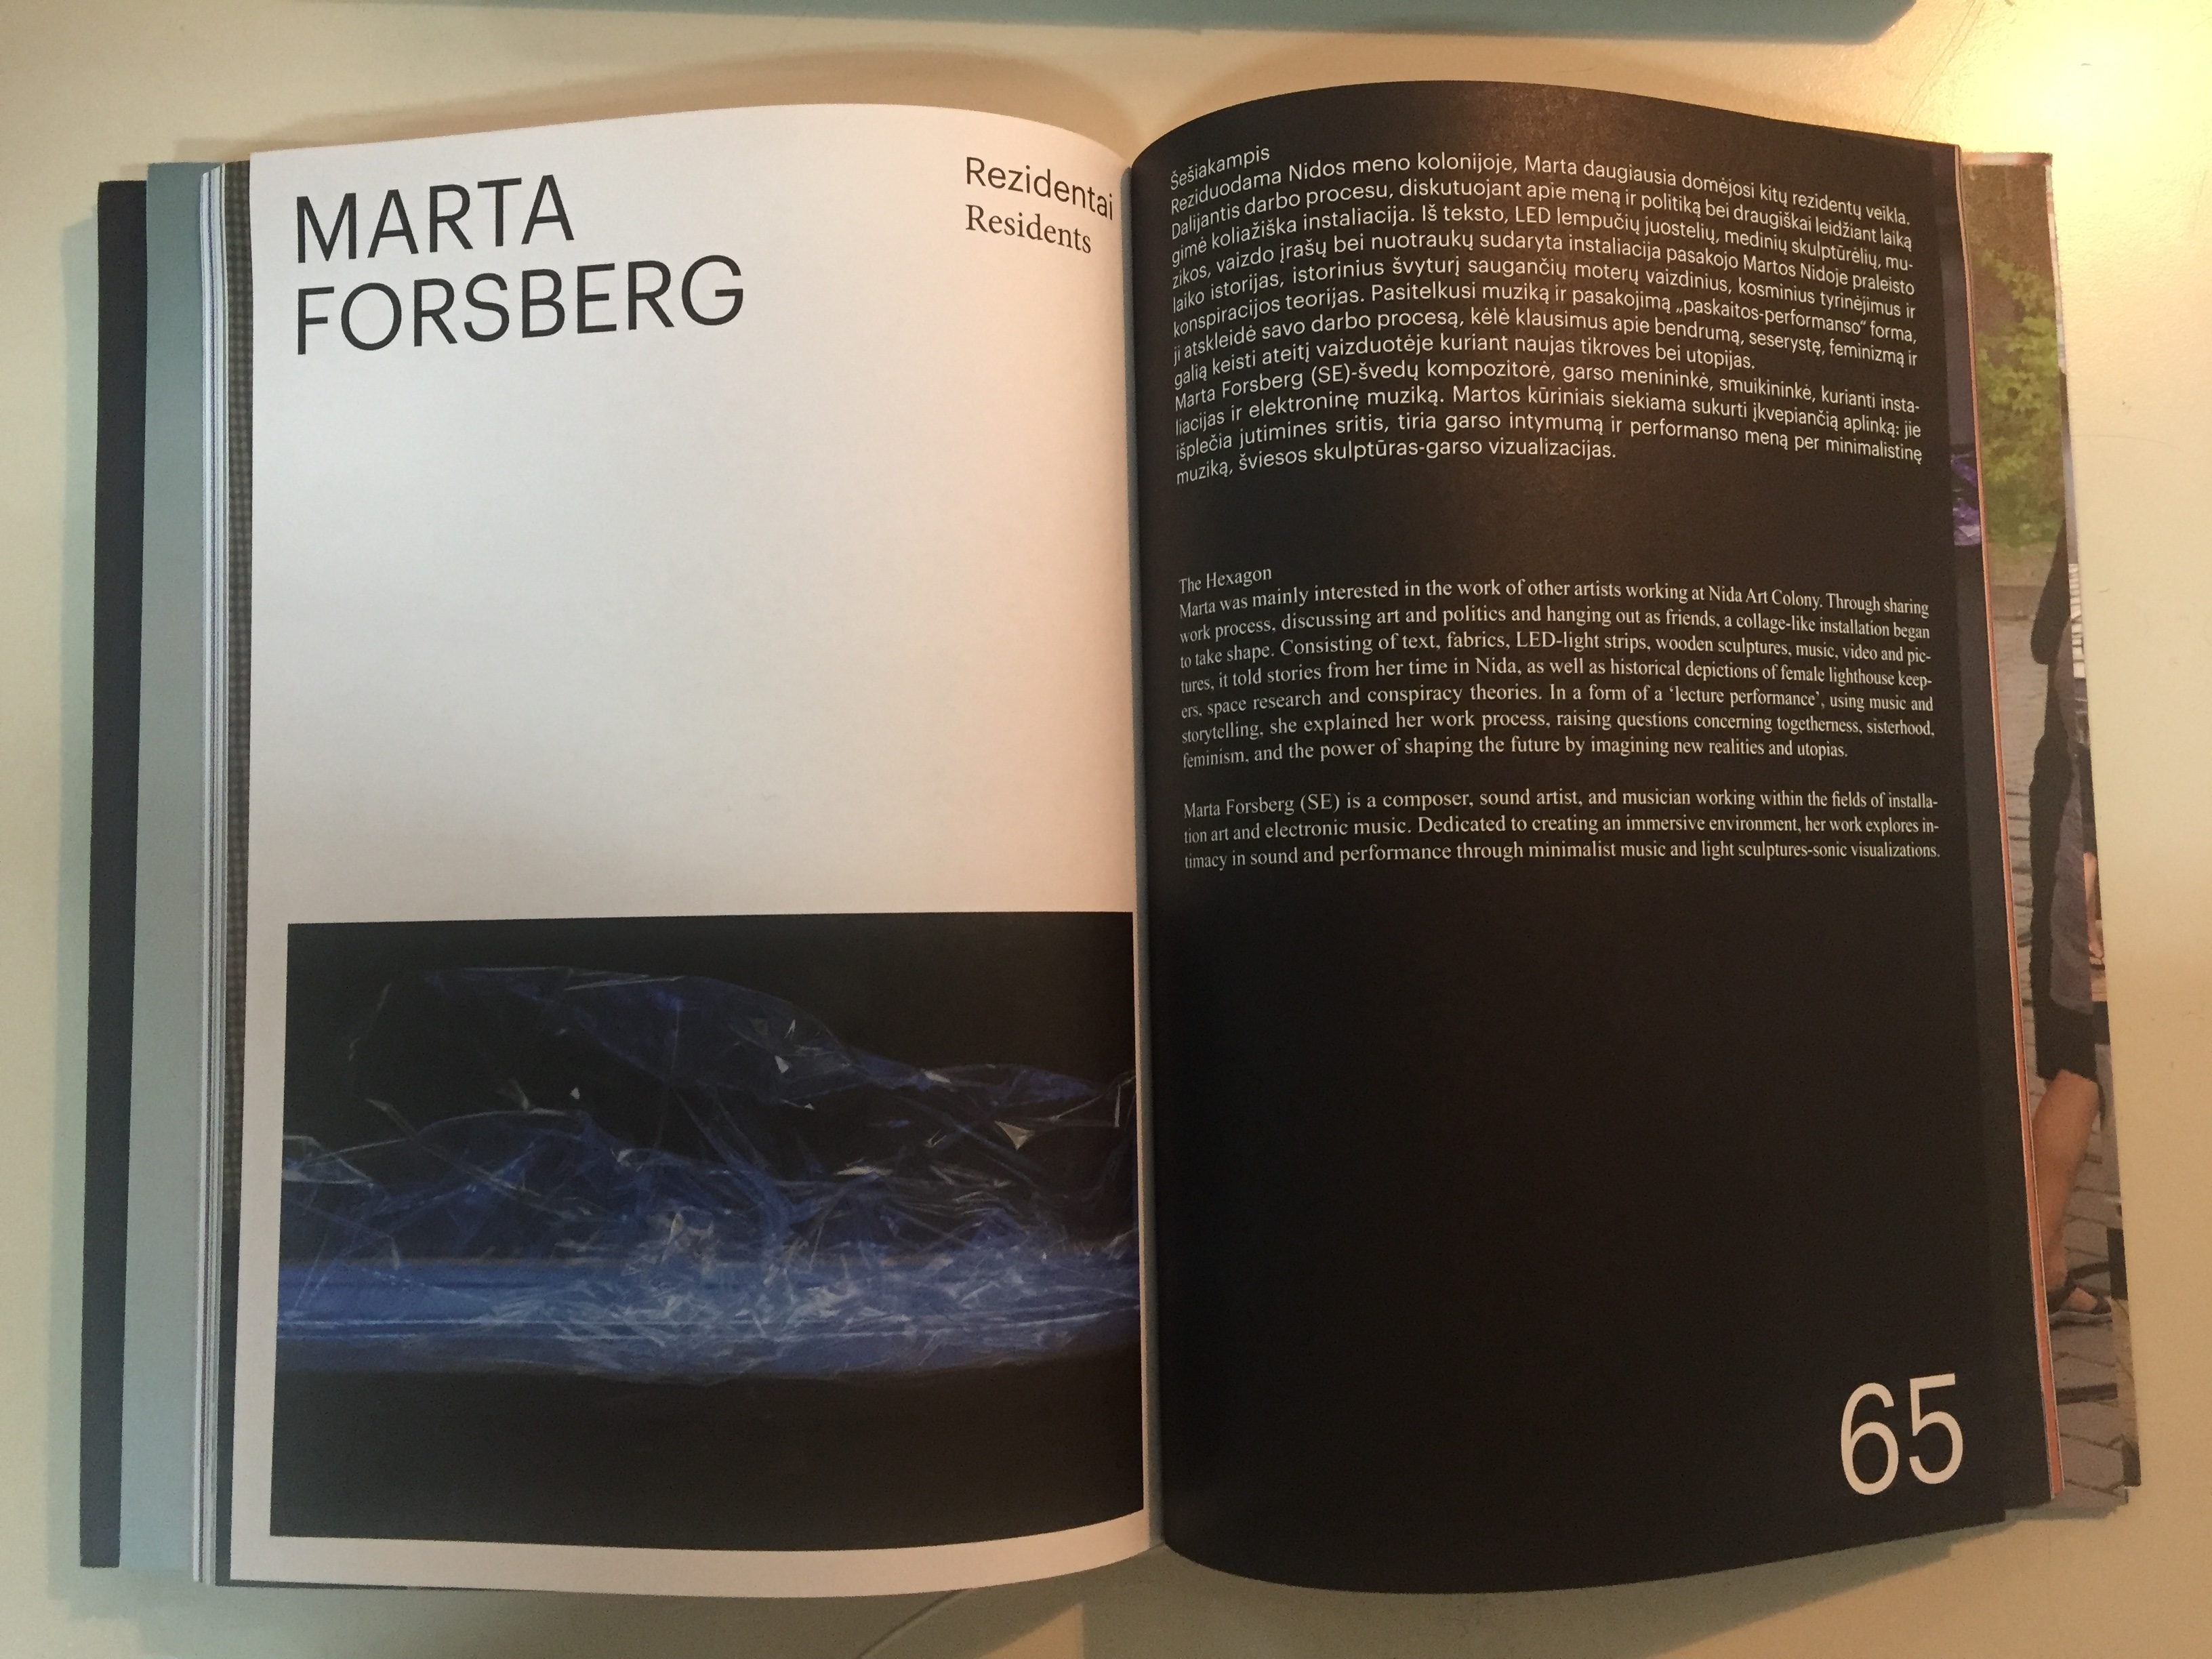 MARTA
FORSBERG
Rezidentai
Residents
Šešiakampis
Reziduodama Nidos meno kolonijoje, Marta daugiausia domėjosi kitų rezidentų veikla.
Dalijantis darbo procesu, diskutuojant apie meną ir politiką bei draugiškai leidžiant laiką
gimė koliažiška instaliacija. Iš teksto, LED lempučių juostelių, medinių skulptūrėlių, mu-
zikos, vaizdo įrašų bei nuotraukų sudaryta instaliacija pasakojo Martos Nidoje praleisto
laiko istorijas, istorinius švyturį saugančių moterų vaizdinius, kosminius tyrinėjimus ir
konspiracijos teorijas. Pasitelkusi muziką ir pasakojimą „paskaitos-performanso“ forma,
ji atskleidė savo darbo procesą, kėlė klausimus apie bendrumą, seserystę, feminizmą ir
galią keisti ateitį vaizduotėje kuriant naujas tikroves bei utopijas.
Marta Forsberg (SE)-švedų kompozitorė, garso menininkė, smuikininkė, kurianti insta-
liacijas ir elektroninę muziką. Martos kūriniais siekiama sukurti įkvepiančią aplinką: jie
išplečia jutimines sritis, tiria garso intymumą ir performanso meną per minimalistinę
muziką, šviesos skulptūras-garso vizualizacijas.
The Hexagon
Marta was mainly interested in the work of other artists working at Nida Art Colony. Through sharing
work process, discussing art and politics and hanging out as friends, a collage-like installation began
to take shape. Consisting of text, fabrics, LED-light strips, wooden sculptures, music, video and pic-
tures, it told stories from her time in Nida, as well as historical depictions of female lighthouse keep-
ers, space research and conspiracy theories. In a form of a ‘lecture performance’, using music and
storytelling, she explained her work process, raising questions concerning togetherness, sisterhood,
feminism, and the power of shaping the future by imagining new realities and utopias.
Marta Forsberg (SE) is a composer, sound artist, and musician working within the fields of installa-
tion art and electronic music. Dedicated to creating an immersive environment, her work explores in-
timacy in sound and performance through minimalist music and light sculptures-sonic visualizations.
65